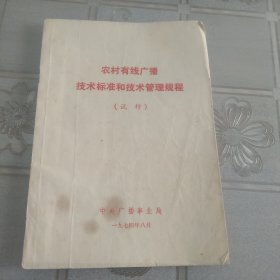 农村有线广播
技术标准和技术管理规程
（试行）
中央广播事业局
一九七四年八月